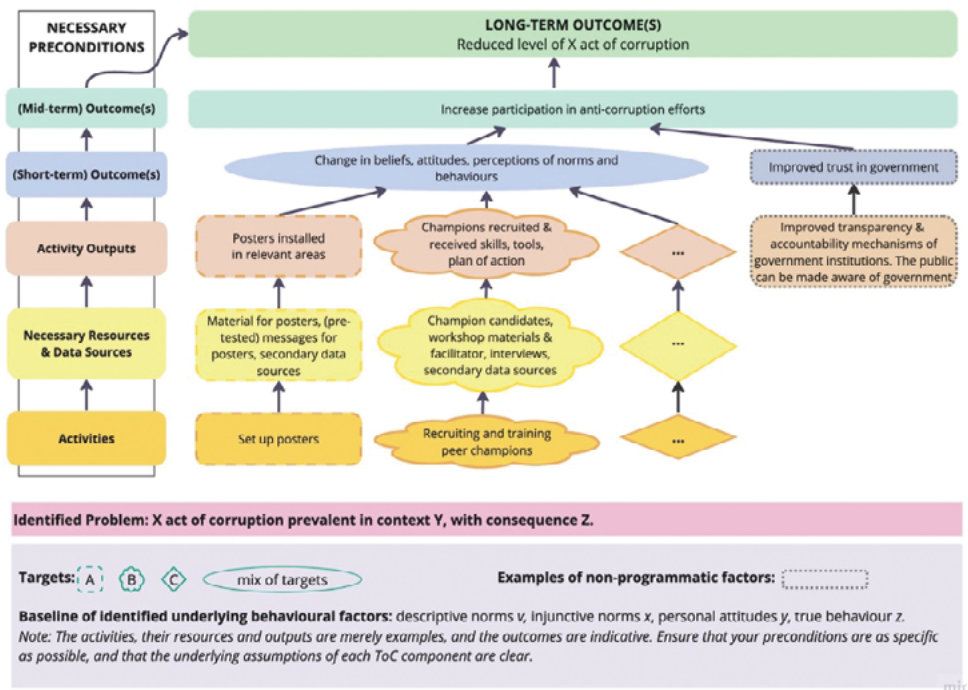 NECESSARY
PRECONDITIONS
LONG-TERM OUTCOME(S)
Reduced level of X act of corruption
(Mid-term) Outcome(s)
Increase participation in anti-corruption efforts
(Short-term) Outcome(s)
Change in beliefs, attitudes, perceptions of norms and
behaviours
Improved trust in government
Activity Outputs
Posters installed
in relevant areas
Champions recruited &
received skills, tools,
plan of action
...
Improved transparency &
accountability mechanisms of
government institutions. The public
can be made aware of government
Necessary Resources
& Data Sources
Material for posters, (pre-
tested) messages for
posters, secondary data
sources
Champion candidates,
workshop materials &
facilitator, interviews,
secondary data sources
...
Activities
Set up posters
Recruiting and training
peer champions
...
Identified Problem: X act of corruption prevalent in context Y, with consequence Z.
Targets: A B C mix of targets
Examples of non-programmatic factors:
Baseline of identified underlying behavioural factors: descriptive norms v, injunctive norms x, personal attitudes y, true behaviour z.
Note: The activities, their resources and outputs are merely examples, and the outcomes are indicative. Ensure that your preconditions are as specific
as possible, and that the underlying assumptions of each ToC component are clear.